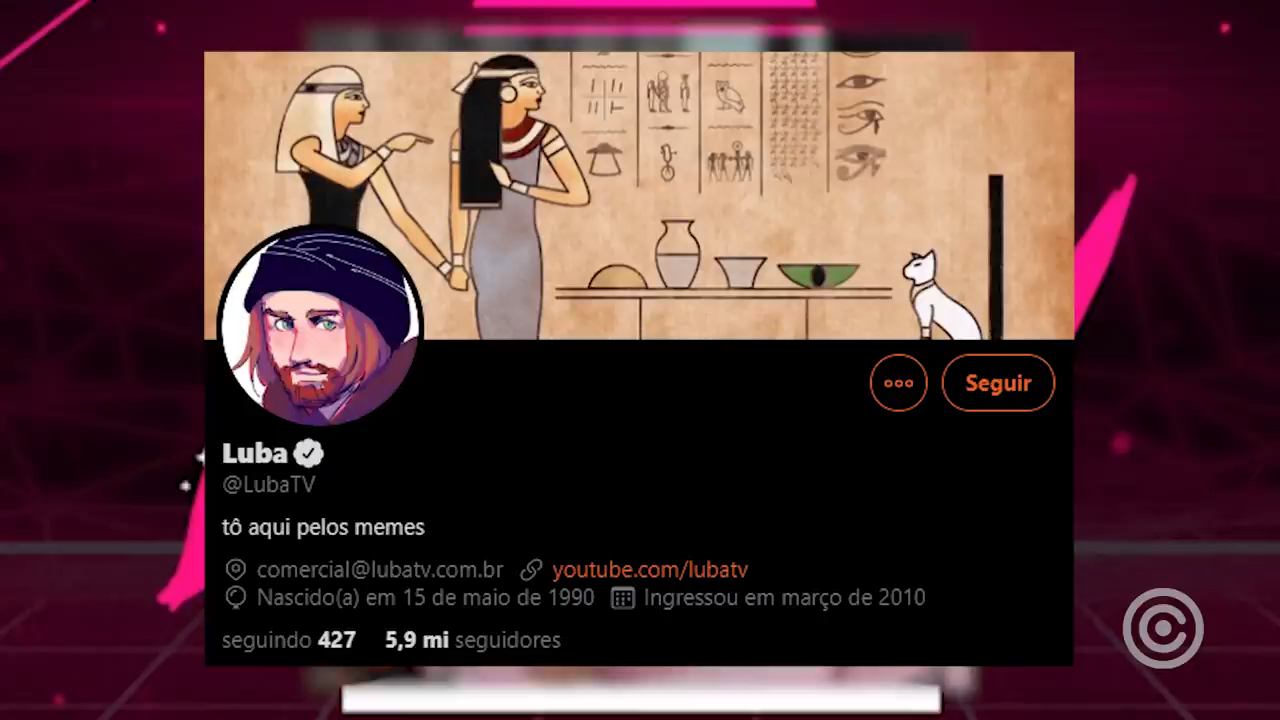 Seguir
Luba
@LubaTV
tô aqui pelos memes
comercial@lubatv.com.br youtube.com/lubatv
Nascido(a) em 15 de maio de 1990 Ingressou em março de 2010
seguindo 427 5,9 mi seguidores